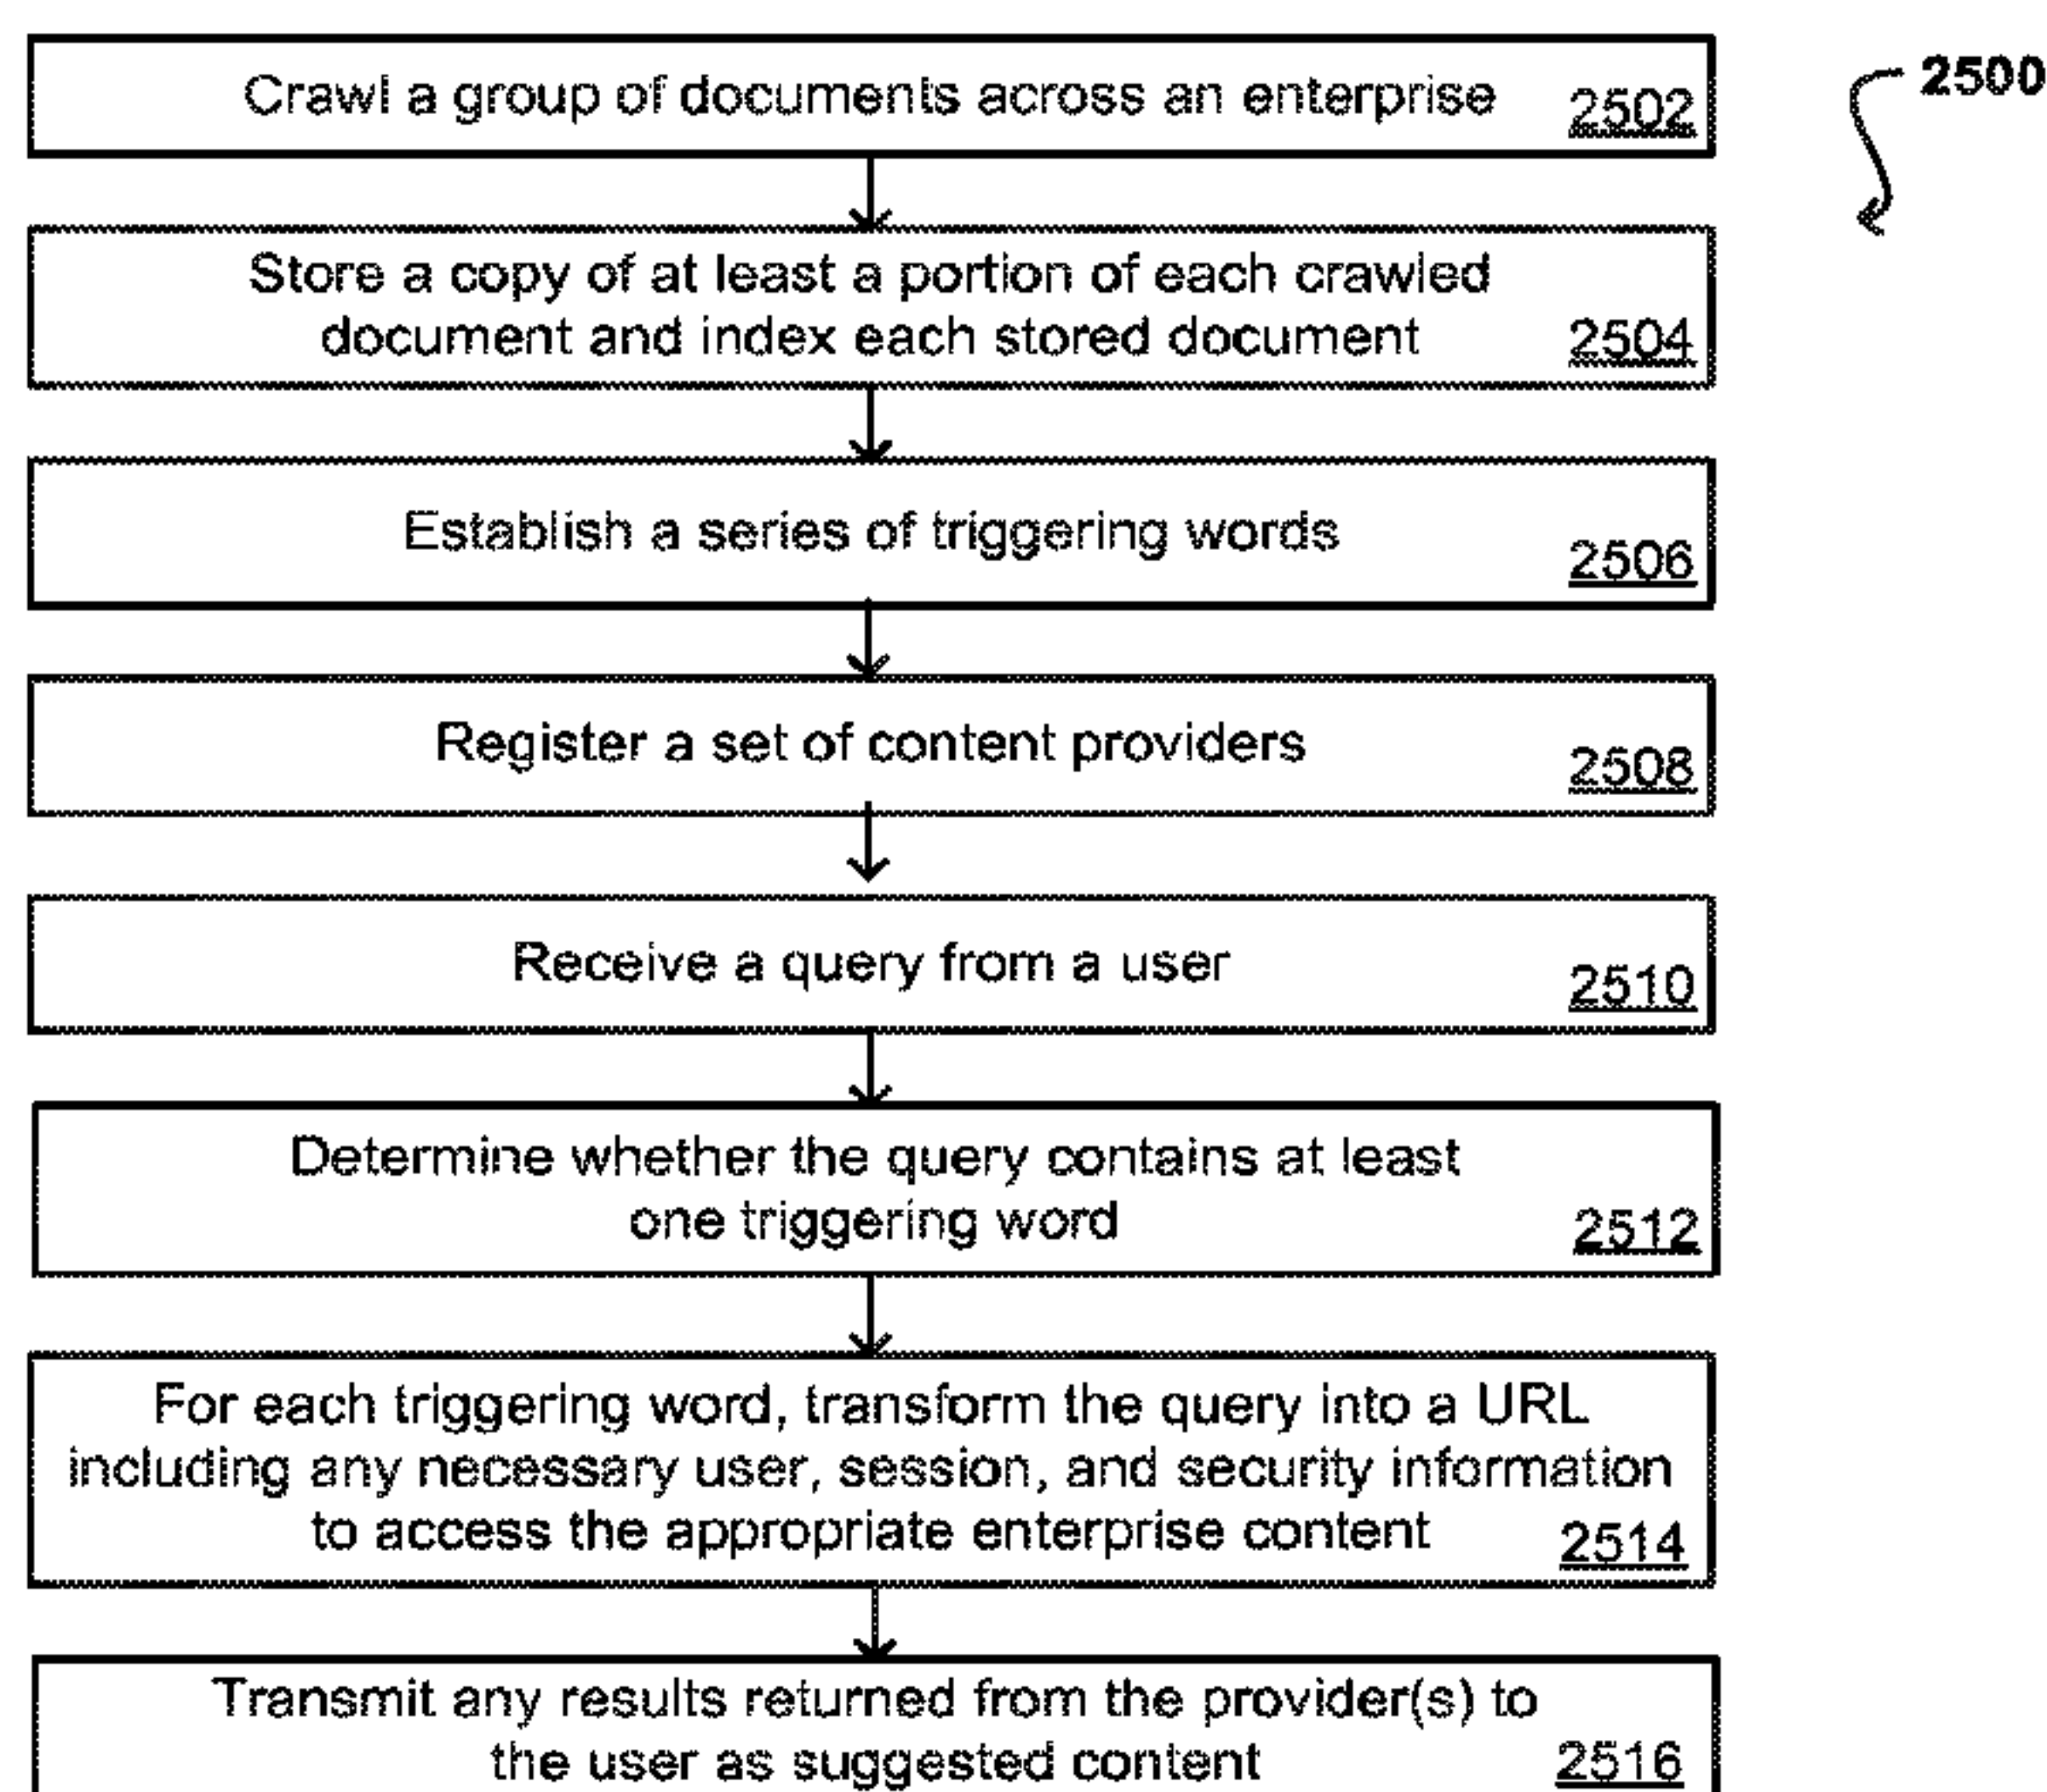 Crawl a group of documents across an enterprise 2502
2500
Store a copy of at least a portion of each crawled
document and index each stored document 2504
Establish a series of triggering words
2506
Register a set of content providers
2508
Receive a query from a user
2510
Determine whether the query contains at least
one triggering word 2512
For each triggering word, transform the query into a URL
including any necessary user, session, and security information
to access the appropriate enterprise content 2514
Transmit any results returned from the provider(s) to
the user as suggested content 2516